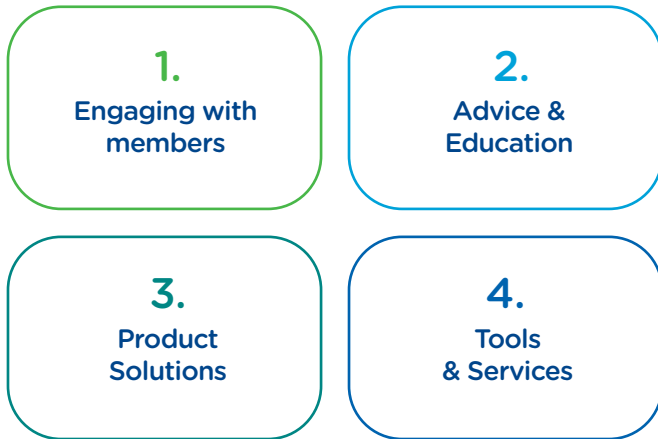 1.
Engaging with
members
2.
Advice &
Education
3.
Product
Solutions
4.
Tools
& Services